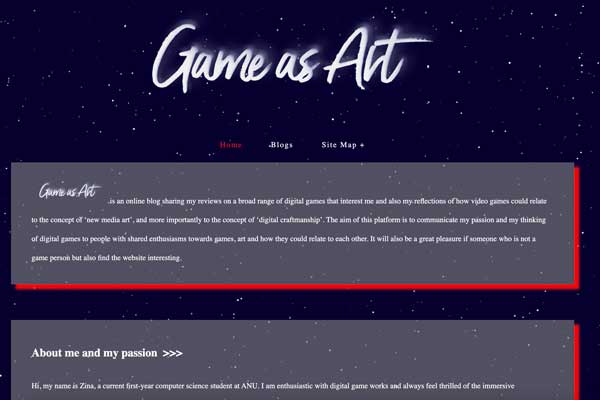 Game as Art
Home Blogs Site Map +
Game as Art is an online blog sharing my reviews on a broad range of digital games that interest me and also my reflections of how video games could relate
to the concept of ‘new media art’, and more importantly to the concept of ‘digital craftmanship’. The aim of this platform is to communicate my passion and my thinking
of digital games to people with shared enthusiasms towards games, art and how they could relate to each other. It will also be a great pleasure if someone who is not a
game person but also find the website interesting.
About me and my passion >>>
Hi, my name is Zina, a current first-year computer science student at ANU. I am enthusiastic with digital game works and always feel thrilled of the immersive